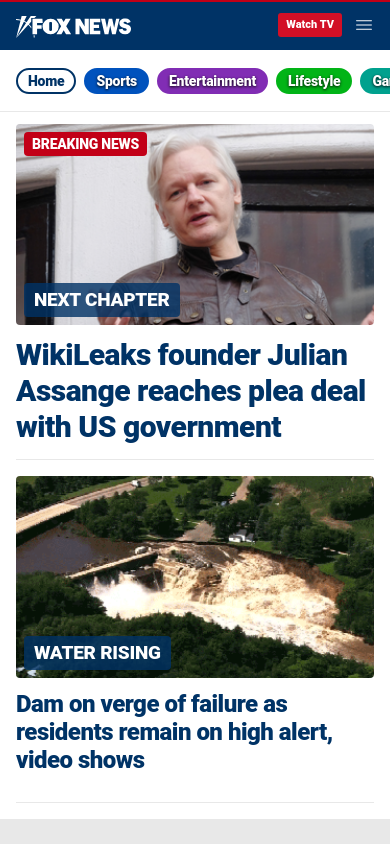 FOX NEWS
Watch TV
Home Sports Entertainment Lifestyle
BREAKING NEWS
NEXT CHAPTER
WikiLeaks founder Julian
Assange reaches plea deal
with US government
WATER RISING
Dam on verge of failure as
residents remain on high alert,
video shows